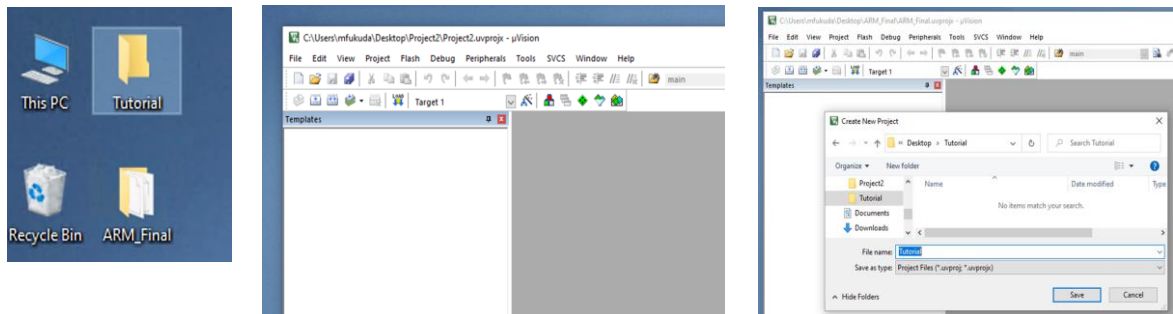 This PC
Tutorial
Recycle Bin
ARM_Final
C:\Users\mfukuda\Desktop\Project2\Project2.uvprojx - µVision
File Edit View Project Flash Debug Peripherals Tools SVCS Window Help
main
LOAD
Target 1
Templates
C:\Users\mfukuda\Desktop\ARM_Final\ARM_Final.uvprojx - µVision
File Edit View Project Flash Debug Peripherals Tools SVCS Window Help
main
Target 1
Templates
Create New Project
« Desktop > Tutorial
Search Tutorial
Organize
New folder
Project2
Tutorial
Documents
Downloads
Name
Date modified
Type
No items match your search.
File name: Tutorial
Save as type: Project Files (*.uvproj; *.uvprojx)
Hide Folders
Save
Cancel